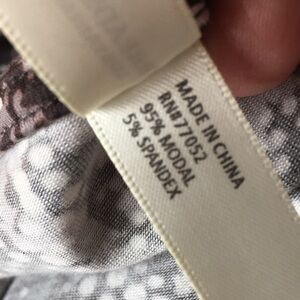 MADE IN CHINA
RN#77052
95% MODAL
5% SPANDEX